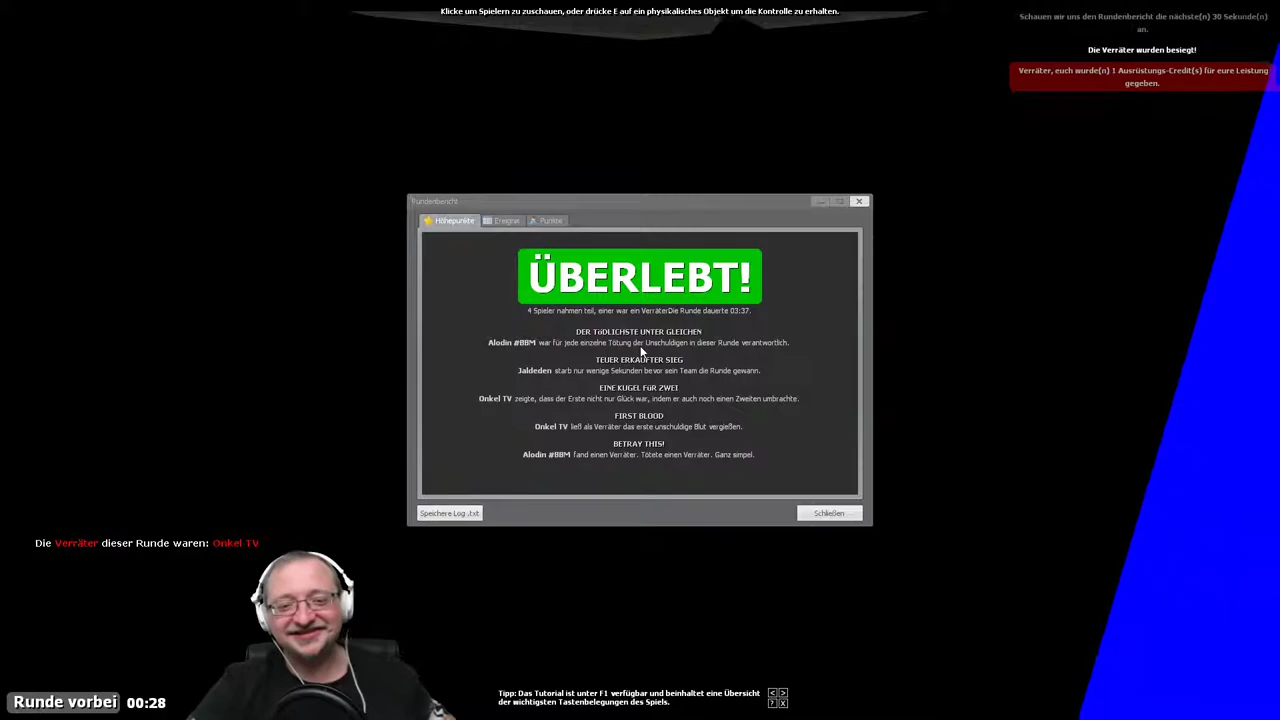 Klicke um Spielern zu zuschauen, oder drücke E auf ein physikalisches Objekt um die Kontrolle zu erhalten.
Schauen wir uns den Rundenbericht die nächste(n) 30 Sekunde(n)
an.
Die Verräter wurden besiegt!
Verräter, euch wurde(n) 1 Ausrüstungs-Credit(s) für eure Leistung
gegeben.
Rundenbericht
Höhepunkte Ereignis Punkte
ÜBERLEBT!
4 Spieler nahmen teil, einer war ein VerräterDie Runde dauerte 03:37.
DER TöDLICHSTE UNTER GLEICHEN
Alodin #BBM war für jede einzelne Tötung der Unschuldigen in dieser Runde verantwortlich.
TEUER ERKAUFTER SIEG
Jaldeden starb nur wenige Sekunden bevor sein Team die Runde gewann.
EINE KUGEL FüR ZWEI
Onkel TV zeigte, dass der Erste nicht nur Glück war, indem er auch noch einen Zweiten umbrachte.
FIRST BLOOD
Onkel TV ließ als Verräter das erste unschuldige Blut vergießen.
BETRAY THIS!
Alodin #BBM fand einen Verräter. Tötete einen Verräter. Ganz simpel.
Speichere Log .txt
Schließen
Die Verräter dieser Runde waren: Onkel TV
Runde vorbei 00:28
Tipp: Das Tutorial ist unter F1 verfügbar und beinhaltet eine Übersicht
der wichtigsten Tastenbelegungen des Spiels.
< >
? X